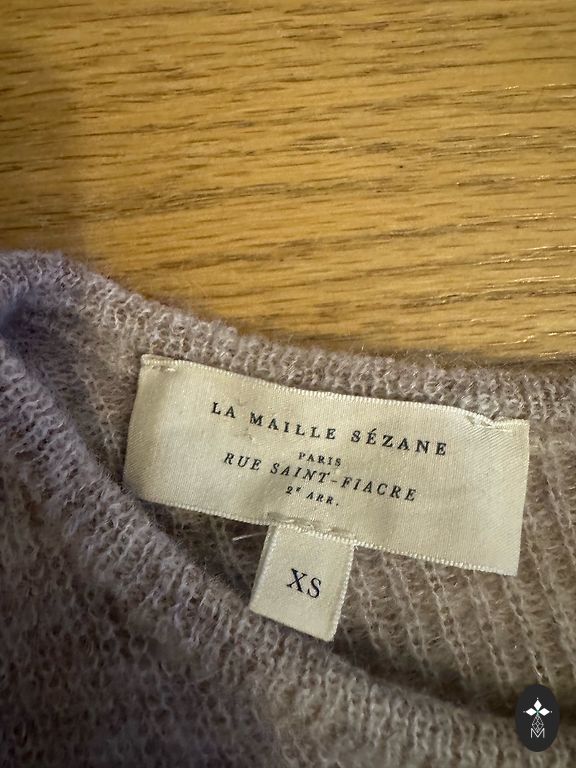 LA MAILLE SÉZANE
PARIS
RUE SAINT-FIACRE
2ᵉ ARR.
XS
M